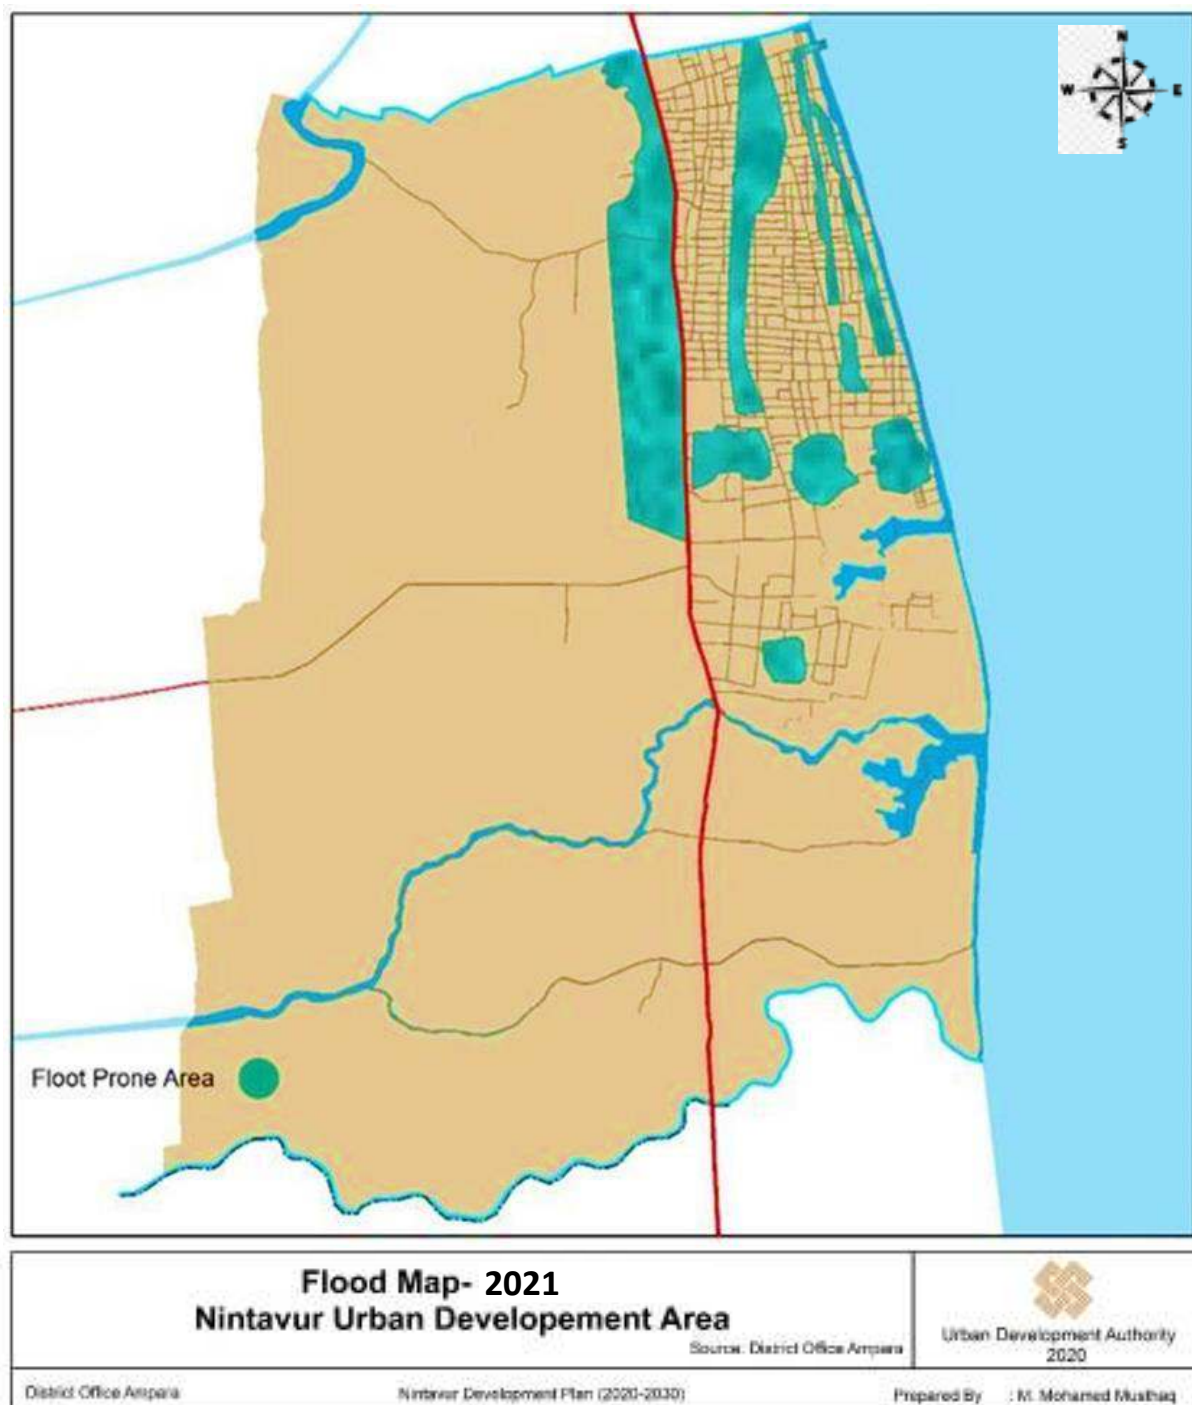 N
W E
S
Floot Prone Area
Flood Map- 2021
Nintavur Urban Developement Area
Source: District Office Ampara
Urban Development Authority
2020
District Office Ampara
Nintavur Development Plan (2020-2030)
Prepared By : M. Mohamed Musthaq